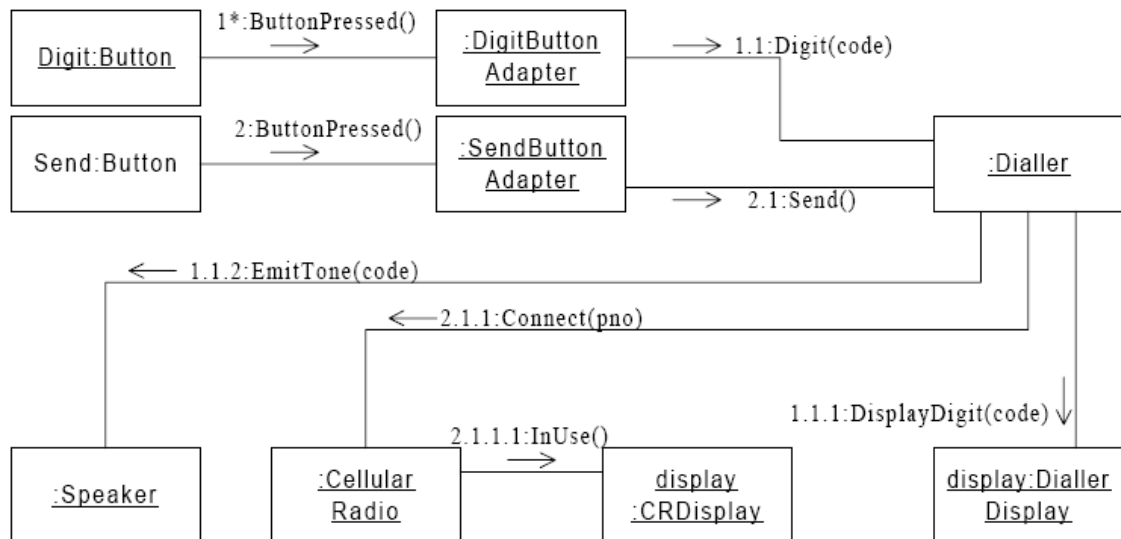 1*:ButtonPressed()
Digit:Button
:DigitButton
Adapter
1.1:Digit(code)
2:ButtonPressed()
Send:Button
:SendButton
Adapter
2.1:Send()
:Dialler
1.1.2:EmitTone(code)
2.1.1:Connect(pno)
1.1.1:DisplayDigit(code)
2.1.1.1:InUse()
:Speaker
:Cellular
Radio
display
:CRDisplay
display:Dialler
Display